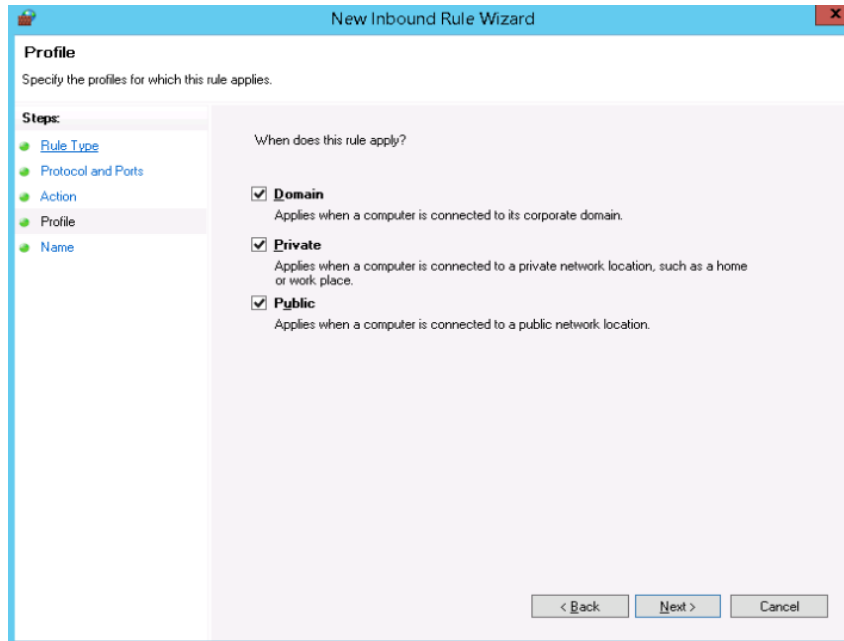 New Inbound Rule Wizard
x
Profile
Specify the profiles for which this rule applies.
Steps:
Rule Type
Protocol and Ports
Action
Profile
Name
When does this rule apply?
Domain
Applies when a computer is connected to its corporate domain.
Private
Applies when a computer is connected to a private network location, such as a home
or work place.
Public
Applies when a computer is connected to a public network location.
< Back
Next >
Cancel